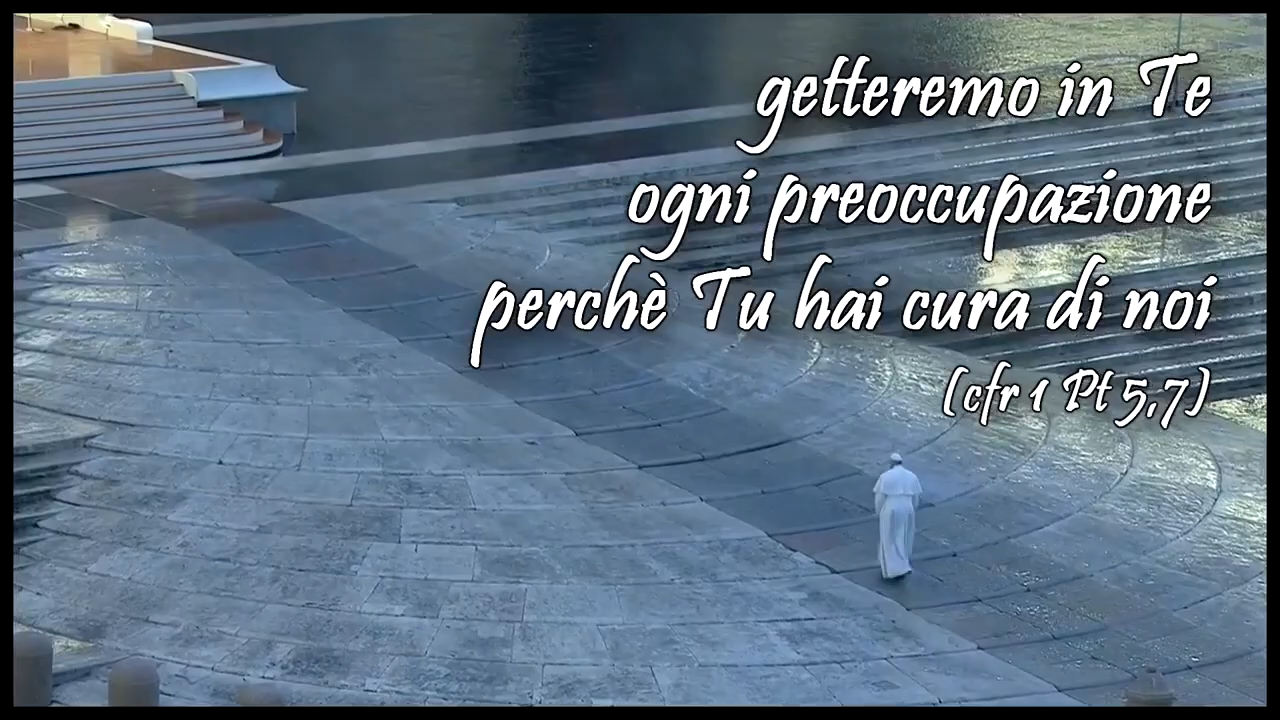 getteremo in Te
ogni preoccupazione
perchè Tu hai cura di noi
(cfr 1 Pt 5,7)